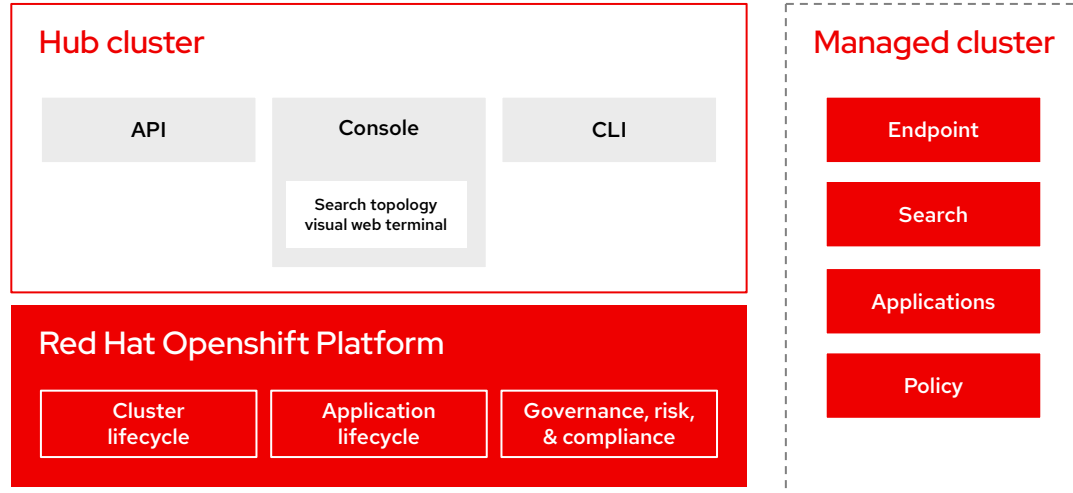 Hub cluster
API
Console
CLI
Search topology
visual web terminal
Red Hat Openshift Platform
Cluster
lifecycle
Application
lifecycle
Governance, risk,
& compliance
Managed cluster
Endpoint
Search
Applications
Policy